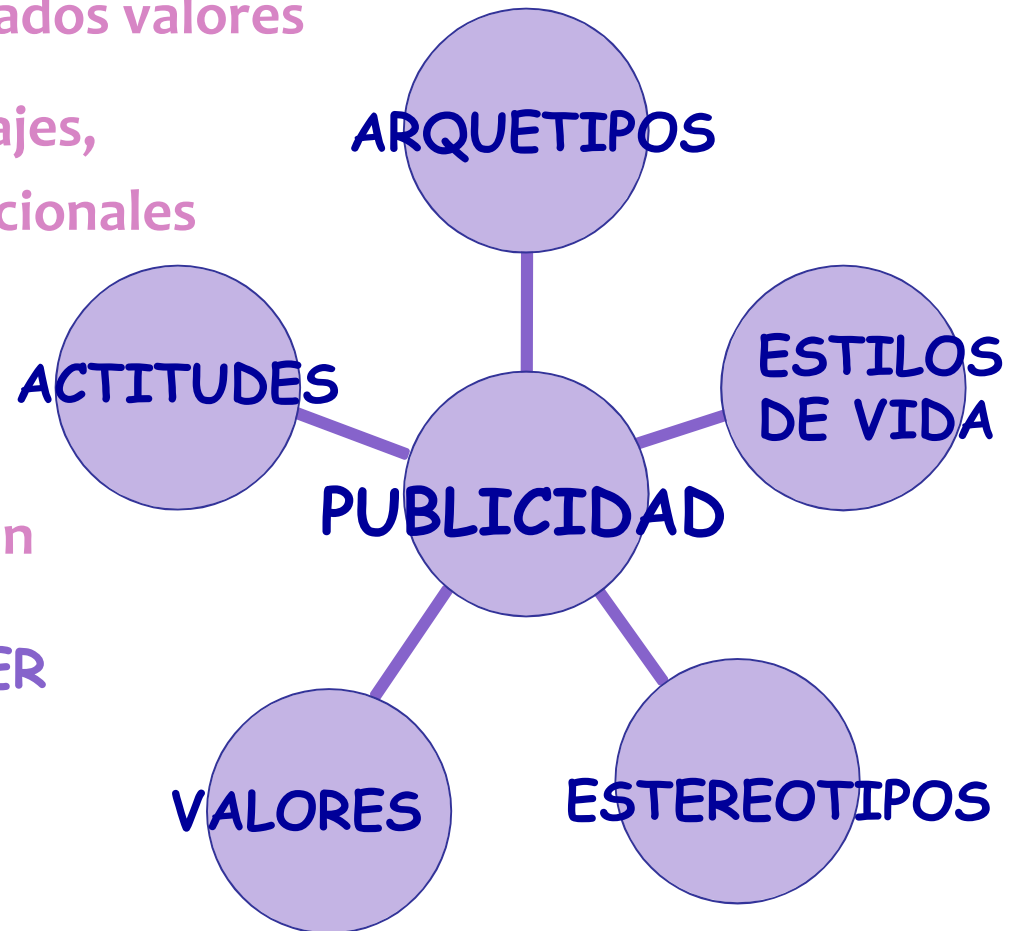 ados valores
ajes,
cionales
n
ER
ARQUETIPOS
ACTITUDES
ESTILOS
DE VIDA
PUBLICIDAD
VALORES
ESTEREOTIPOS